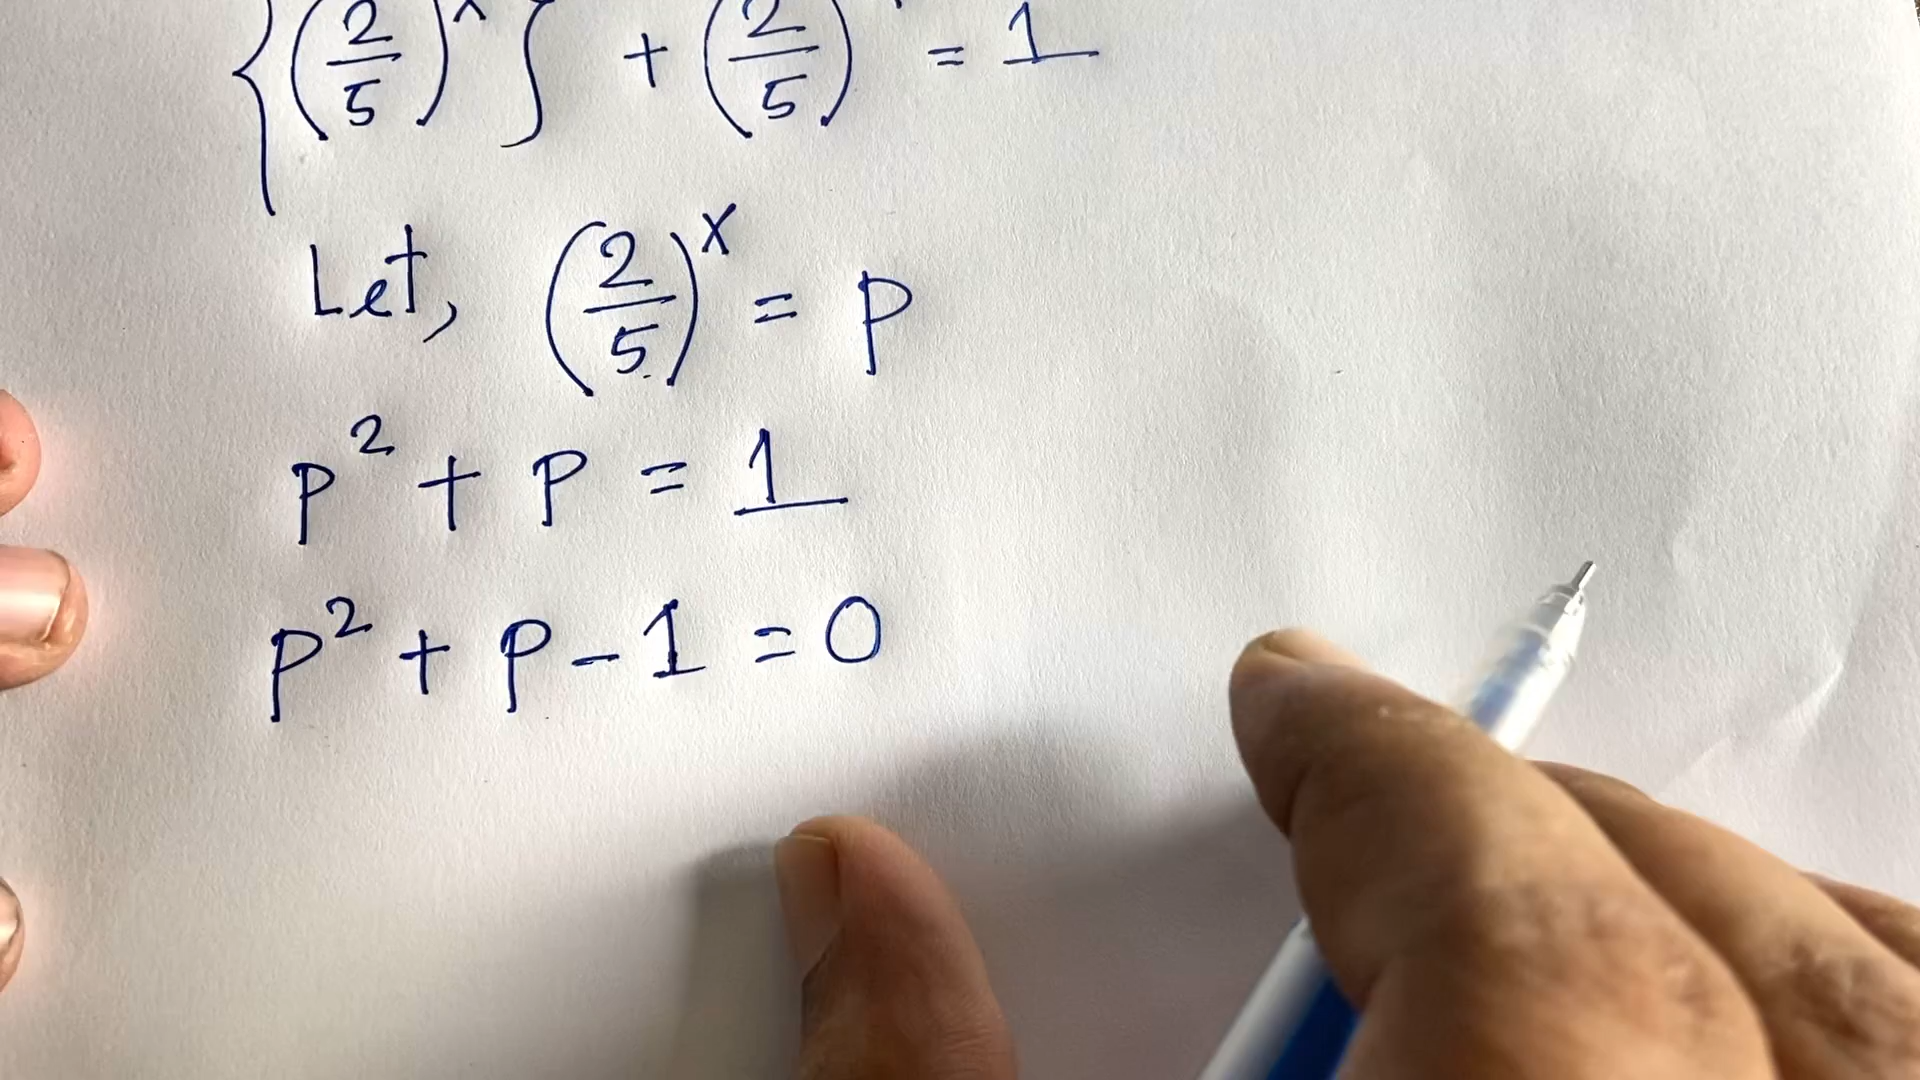 {(2/5)^x} + (2/5) = 1
Let, (2/5)^x = p
p² + p = 1
p² + p - 1 = 0